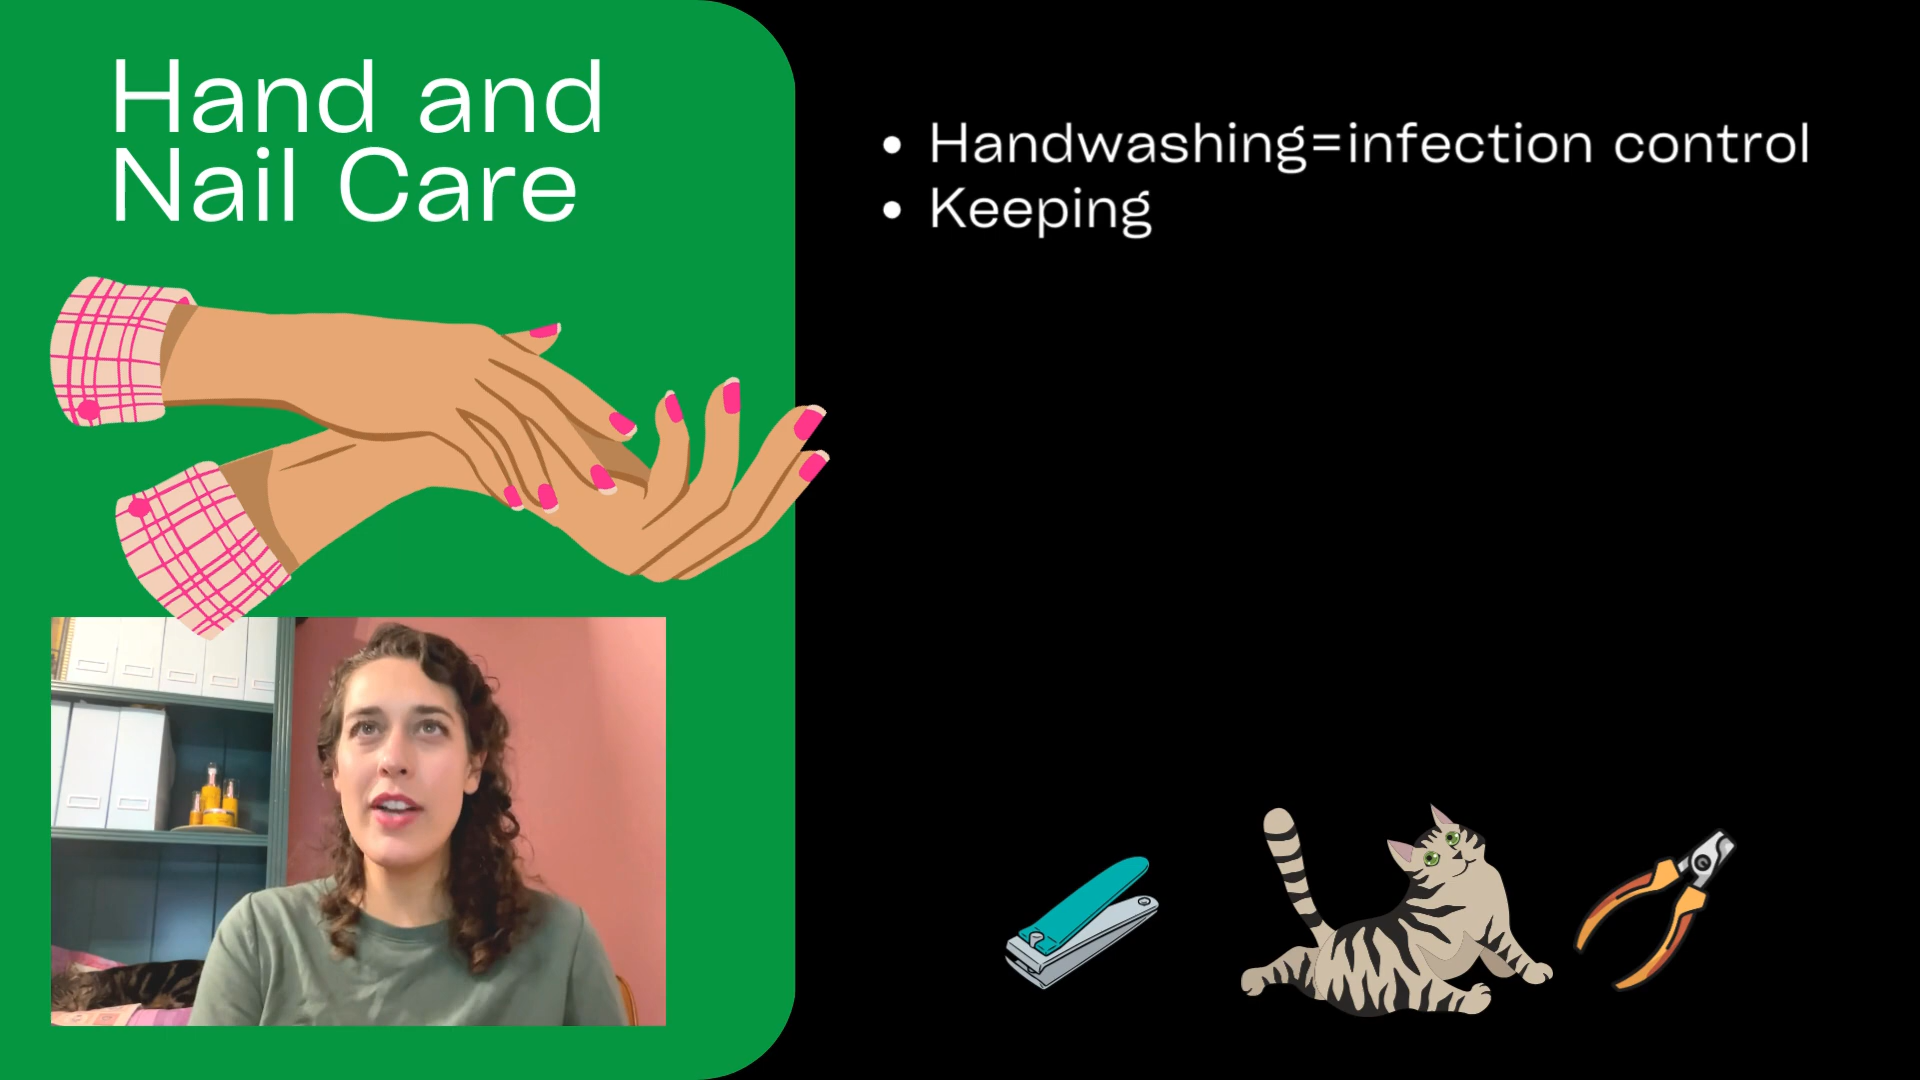 Hand and
Nail Care
• Handwashing=infection control
• Keeping